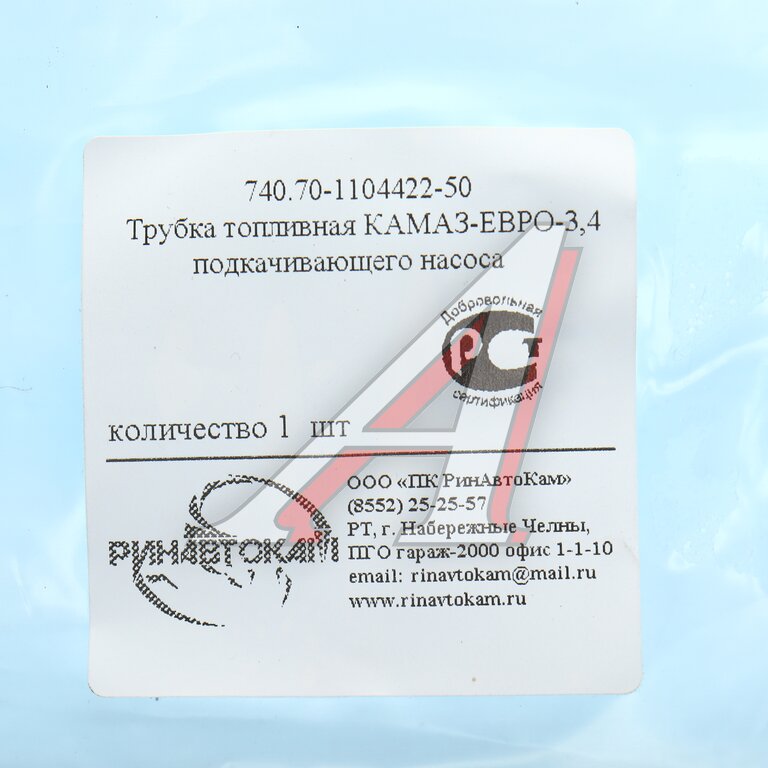 740.70-1104422-50
Трубка топливная КАМАЗ-ЕВРО-3,4
подкачивающего насоса
Добровольная
РСТ
сертификация
количество 1 шт
РИНАВТОКАМ
ООО «ПК РинАвтоКам»
(8552) 25-25-57
РТ, г. Набережные Челны,
ПГО гараж-2000 офис 1-1-10
email: rinavtokam@mail.ru
www.rinavtokam.ru